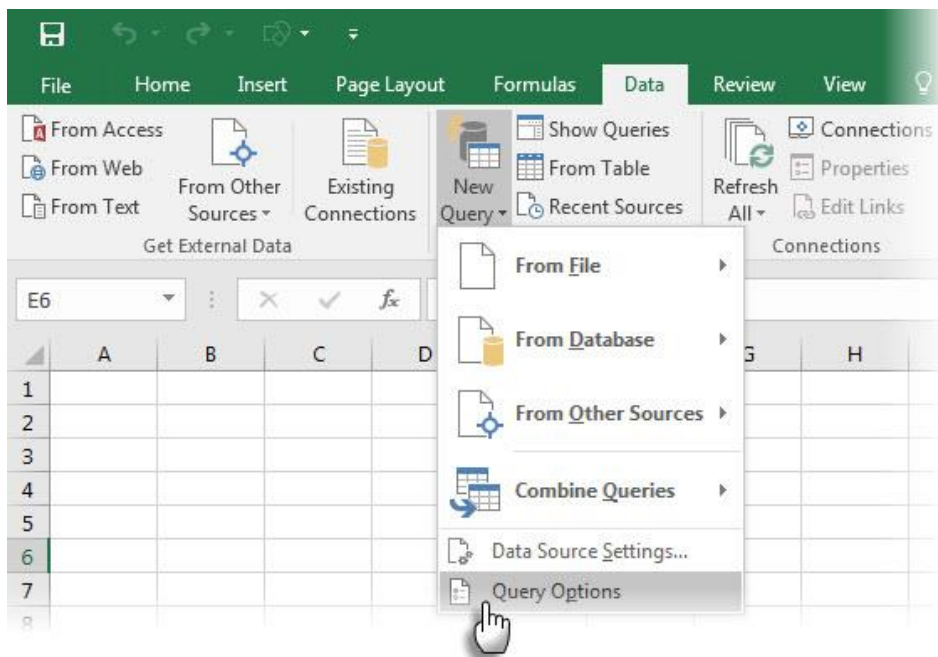 File Home Insert Page Layout Formulas Data Review View
From Access
From Web
From Text
From Other
Sources
Existing
Connections
Get External Data
New
Query
Show Queries
From Table
Recent Sources
Refresh
All
Connections
Properties
Edit Links
Connections
From File
From Database
From Other Sources
Combine Queries
Data Source Settings...
Query Options
E6 fx
A B C D G H
1
2
3
4
5
6
7
8